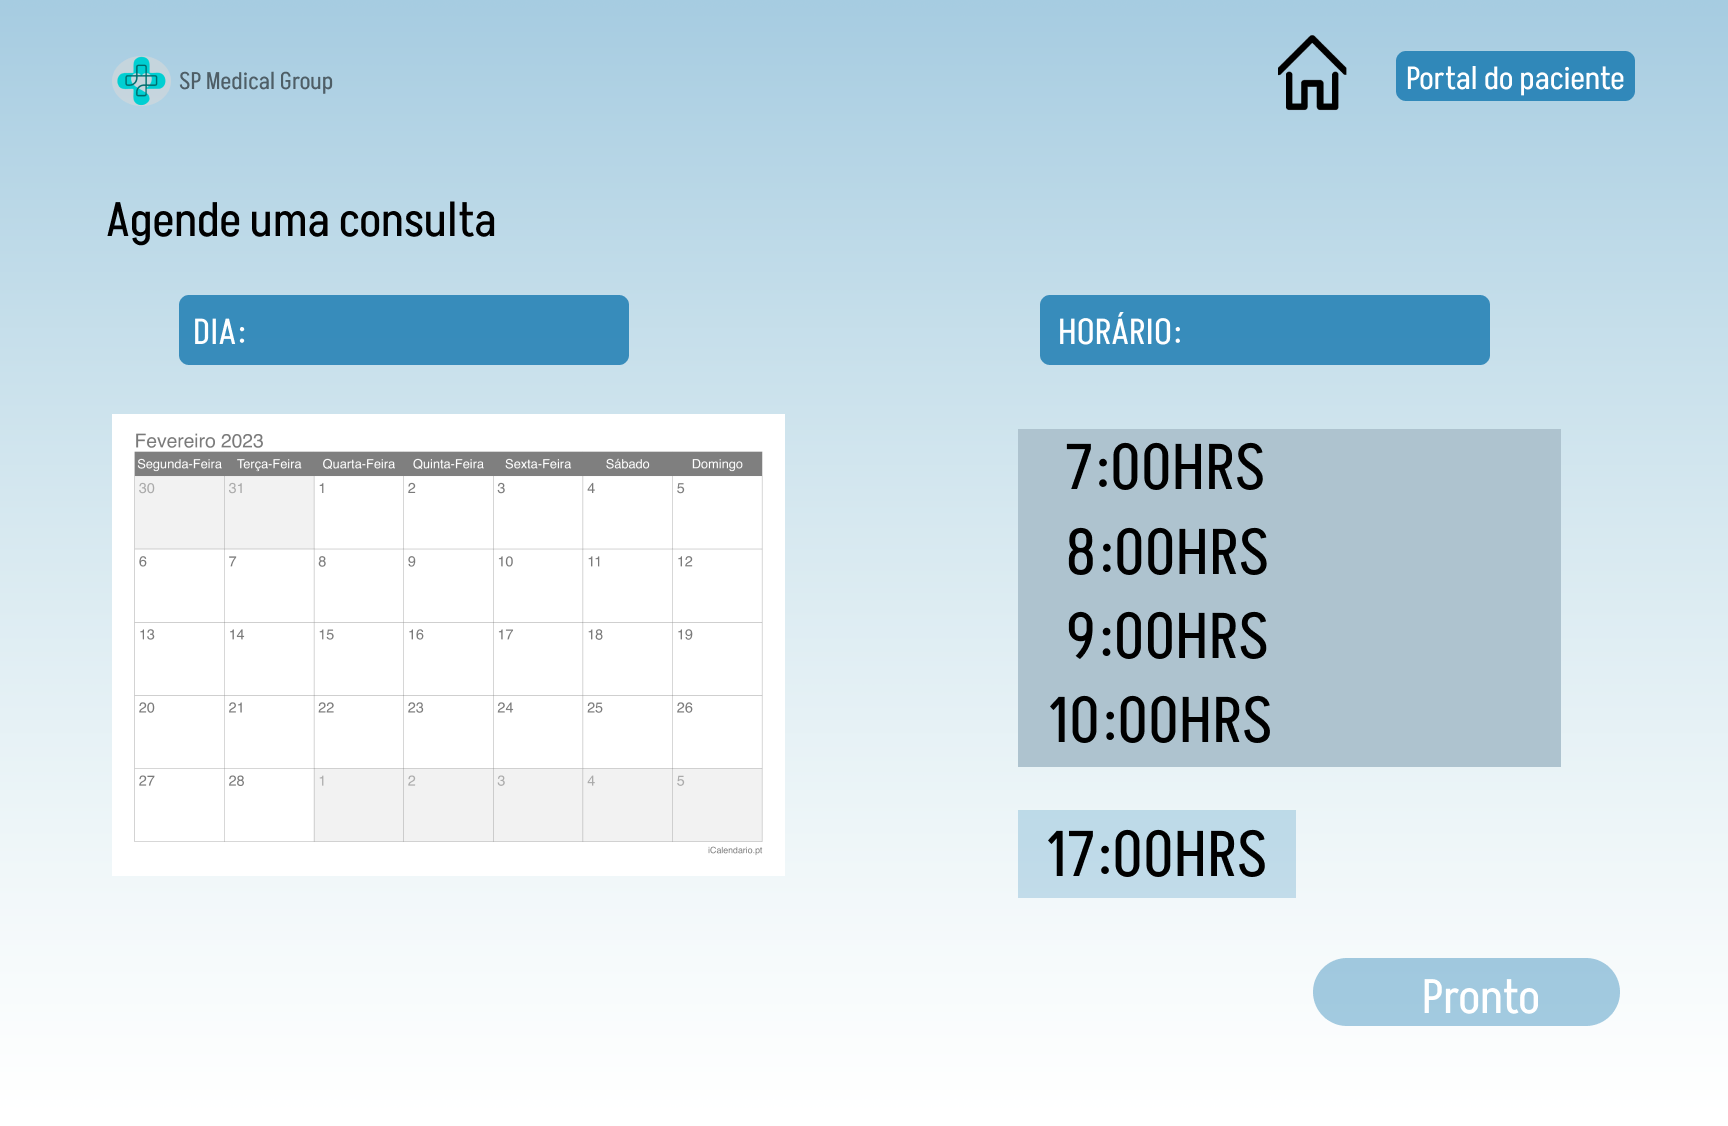 SP Medical Group
Portal do paciente
Agende uma consulta
DIA:
HORÁRIO:
Fevereiro 2023
Segunda-Feira Terça-Feira Quarta-Feira Quinta-Feira Sexta-Feira Sábado Domingo
30 31 1 2 3 4 5
6 7 8 9 10 11 12
13 14 15 16 17 18 19
20 21 22 23 24 25 26
27 28 1 2 3 4 5
iCalendario.pt
7:00HRS
8:00HRS
9:00HRS
10:00HRS
17:00HRS
Pronto